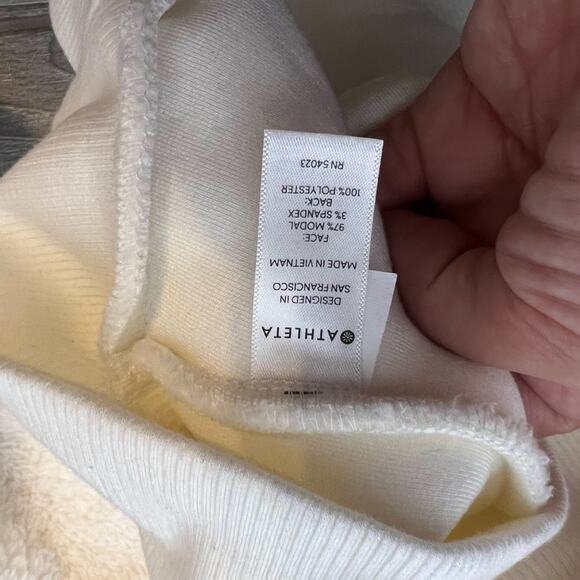 ATHLETA
DESIGNED IN
SAN FRANCISCO
MADE IN VIETNAM
FACE:
97% MODAL
3% SPANDEX
BACK:
100% POLYESTER
RN 54023